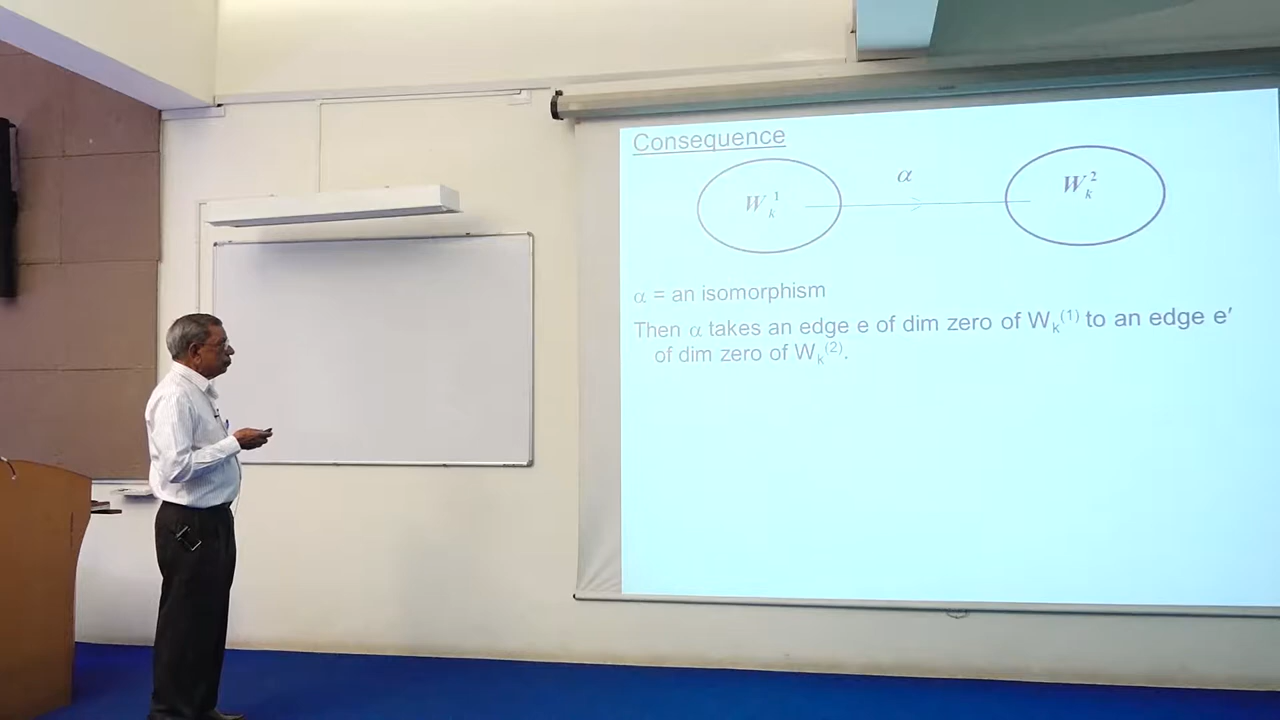 Consequence
α
W_k^1
W_k^2
α = an isomorphism
Then α takes an edge e of dim zero of W_k^(1) to an edge e′
of dim zero of W_k^(2).